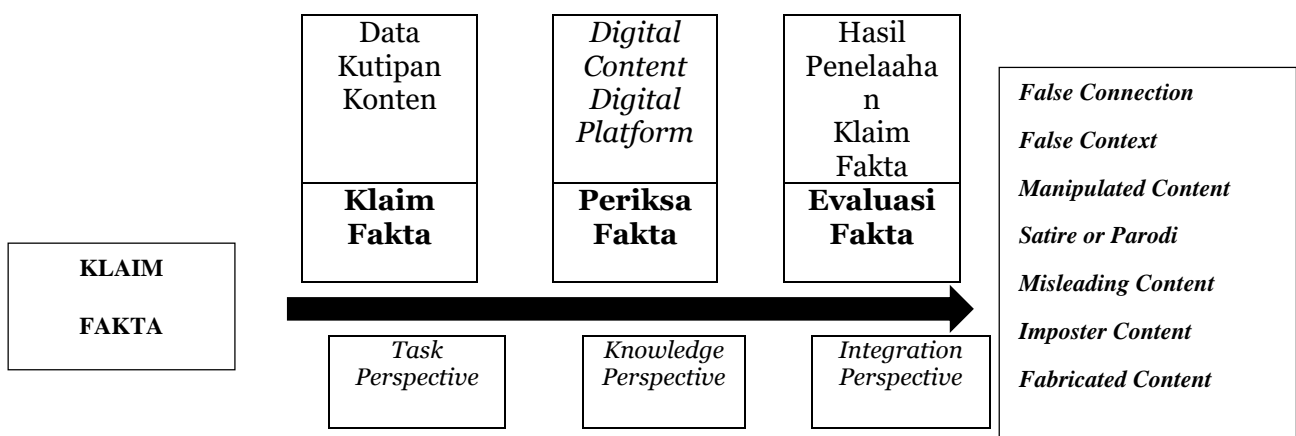 Data
Kutipan
Konten
Klaim
Fakta
Digital
Content
Digital
Platform
Periksa
Fakta
Hasil
Penelaaha
n
Klaim
Fakta
Evaluasi
Fakta
KLAIM
FAKTA
Task
Perspective
Knowledge
Perspective
Integration
Perspective
False Connection
False Context
Manipulated Content
Satire or Parodi
Misleading Content
Imposter Content
Fabricated Content